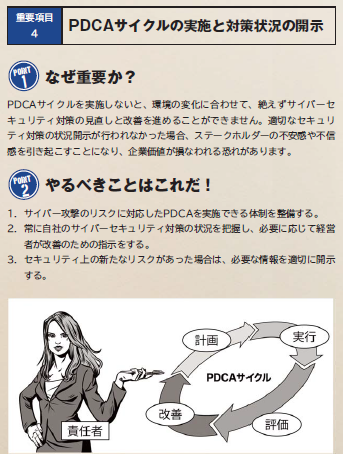 重要項目
4
PDCAサイクルの実施と対策状況の開示
POINT
1
なぜ重要か？
PDCAサイクルを実施しないと、環境の変化に合わせて、絶えずサイバーセ
キュリティ対策の見直しと改善を進めることができません。適切なセキュリ
ティ対策の状況開示が行われなかった場合、ステークホルダーの不安感や不信
感を引き起こすことになり、企業価値が損なわれる恐れがあります。
POINT
2
やるべきことはこれだ！
1. サイバー攻撃のリスクに対応したPDCAを実施できる体制を整備する。
2. 常に自社のサイバーセキュリティ対策の状況を把握し、必要に応じて経営
者が改善のための指示をする。
3. セキュリティ上の新たなリスクがあった場合は、必要な情報を適切に開示
する。
計画
実行
PDCAサイクル
改善
評価
責任者